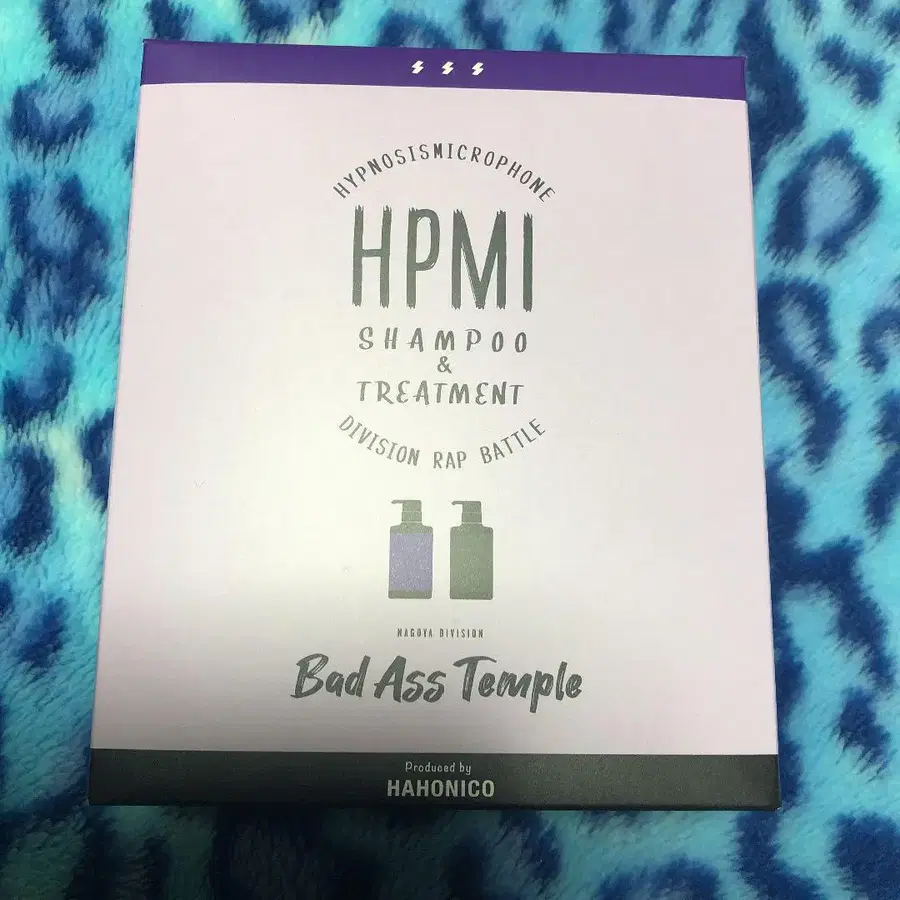 HYPNOSISMICROPHONE
HPMI
SHAMPOO
&
TREATMENT
DIVISION RAP BATTLE
NAGOYA DIVISION
Bad Ass Temple
Produced by
HAHONICO